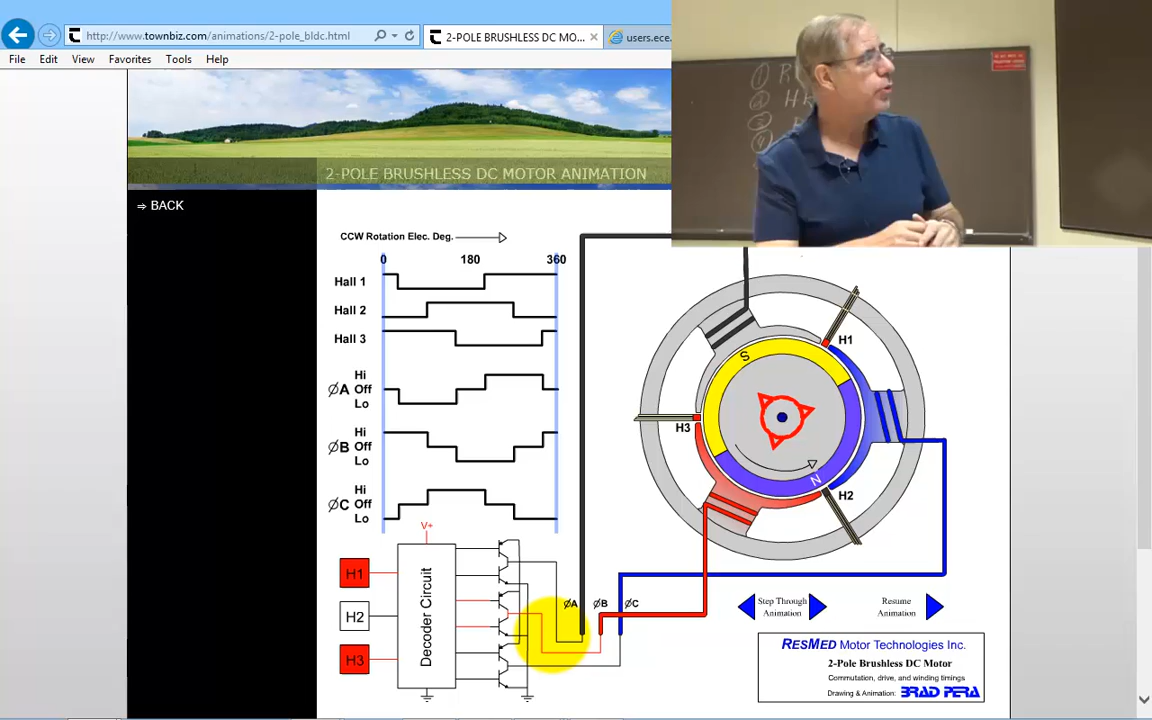 http://www.townbiz.com/animations/2-pole_bldc.html
2-POLE BRUSHLESS DC MO...
users.ece.
File Edit View Favorites Tools Help
2-POLE BRUSHLESS DC MOTOR ANIMATION
⇒ BACK
CCW Rotation Elec. Deg.
0 180 360
Hall 1
Hall 2
Hall 3
Hi
ØA Off
Lo
Hi
ØB Off
Lo
Hi
ØC Off
Lo
V+
H1
H2
H3
Decoder Circuit
ØA ØB ØC
S
N
H1
H3
H2
Step Through
Animation
Resume
Animation
RESMED Motor Technologies Inc.
2-Pole Brushless DC Motor
Commutation, drive, and winding timings
Drawing & Animation: BRAD PERA